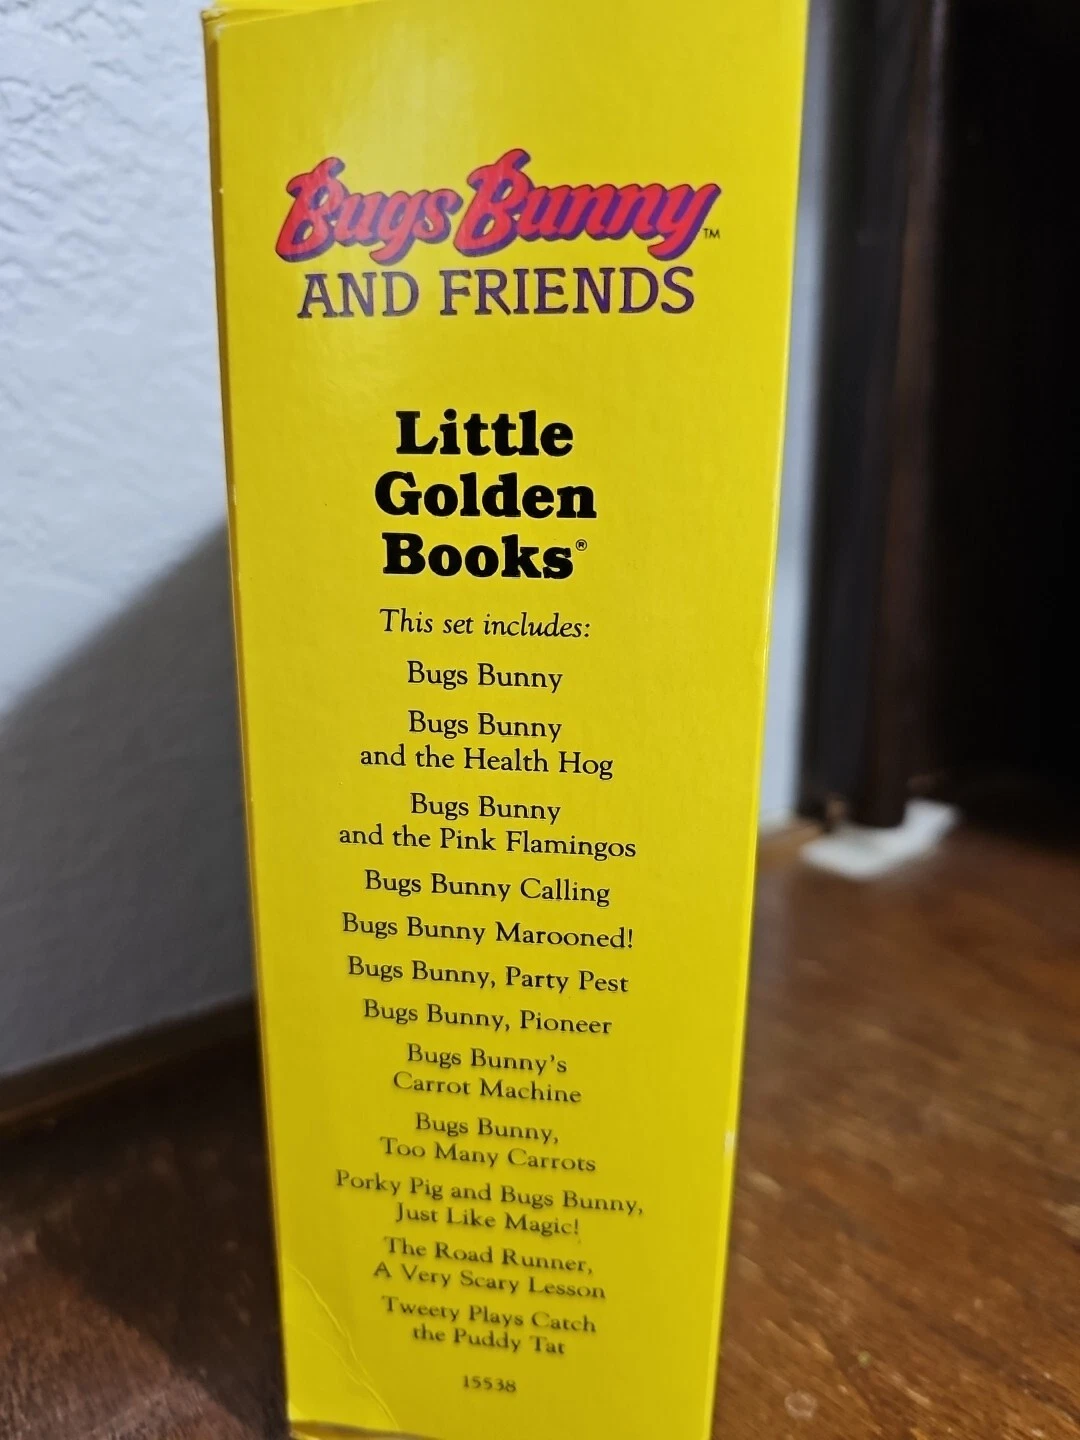 Bugs Bunny™
AND FRIENDS
Little
Golden
Books®
This set includes:
Bugs Bunny
Bugs Bunny
and the Health Hog
Bugs Bunny
and the Pink Flamingos
Bugs Bunny Calling
Bugs Bunny Marooned!
Bugs Bunny, Party Pest
Bugs Bunny, Pioneer
Bugs Bunny's
Carrot Machine
Bugs Bunny,
Too Many Carrots
Porky Pig and Bugs Bunny,
Just Like Magic!
The Road Runner,
A Very Scary Lesson
Tweety Plays Catch
the Puddy Tat
15538